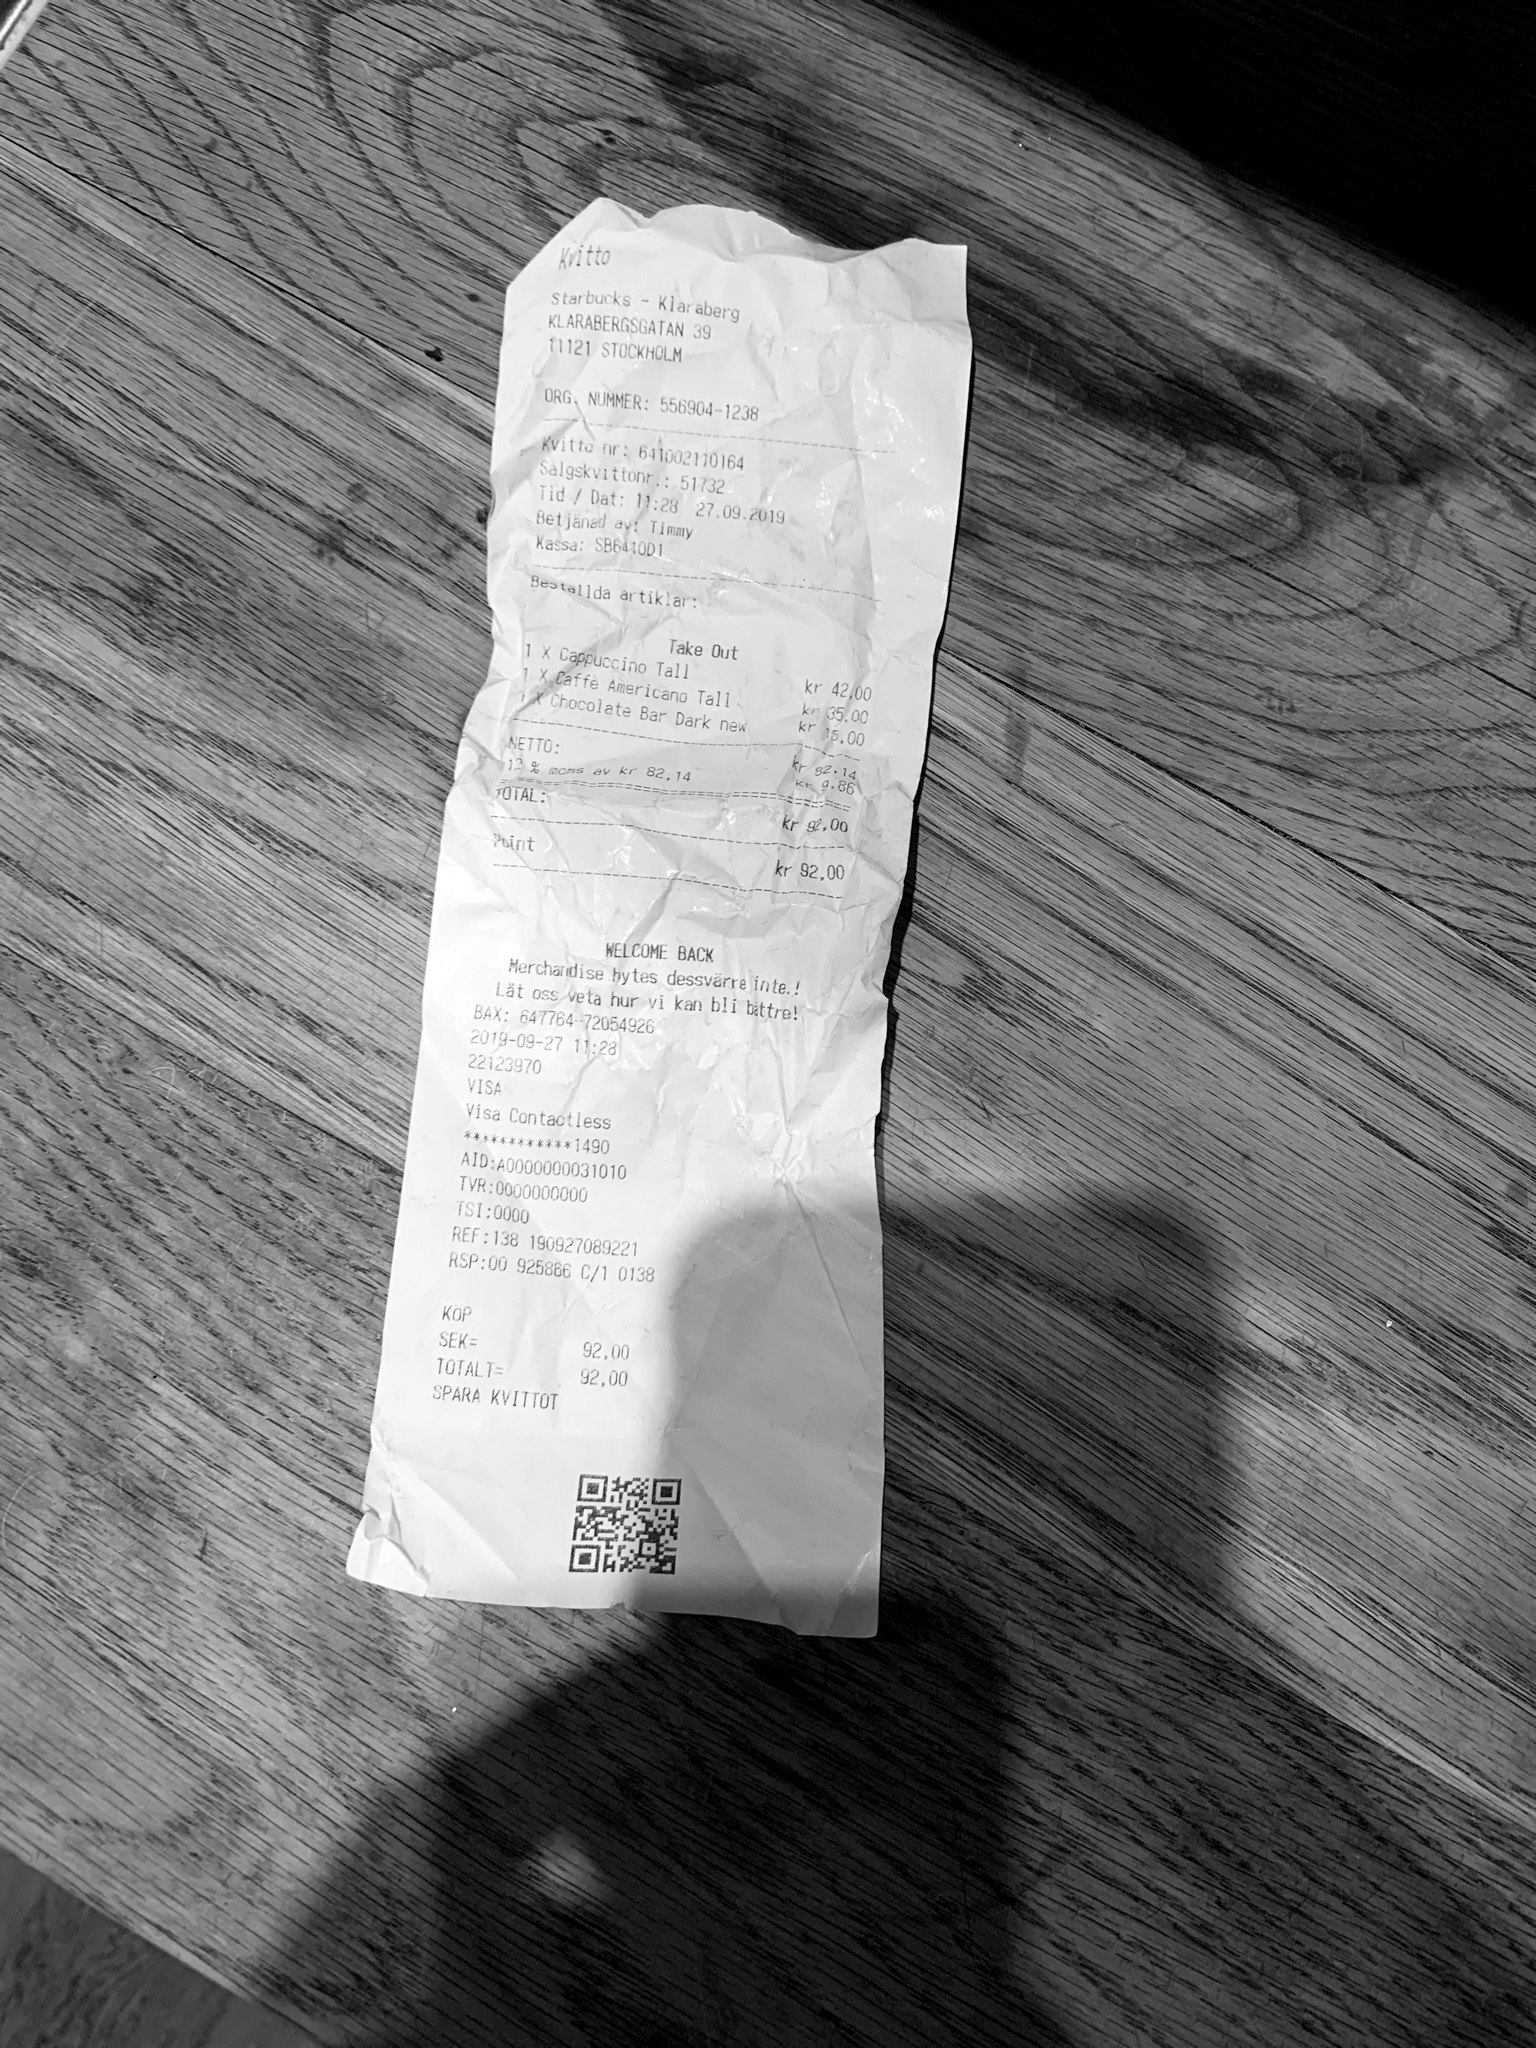 Kvitto
Starbucks - Klaraberg
KLARABERGSGATAN 39
11121 STOCKHOLM
ORG. NUMMER: 556904-1238
Kvitto nr: 641002110164
Salgskvittonr.: 51732
Tid / Dat: 11:28 27.09.2019
Betjänad av: Timmy
Kassa: SB6410D1
Beställda artiklar:
Take Out
1 X Cappuccino Tall kr 42,00
1 X Caffè Americano Tall kr 35,00
1 X Chocolate Bar Dark new kr 15,00
NETTO: kr 82.14
12 % moms av kr 82,14 kr 9.86
TOTAL: kr 92,00
Point kr 92,00
WELCOME BACK
Merchandise bytes dessvärre inte.!
Låt oss veta hur vi kan bli bättre!
BAX: 647764-72054926
2019-09-27 11:28
22123970
VISA
Visa Contactless
************1490
AID:A0000000031010
TVR:0000000000
TSI:0000
REF:138 190927089221
RSP:00 925866 C/1 0138
KÖP
SEK= 92,00
TOTALT= 92,00
SPARA KVITTOT